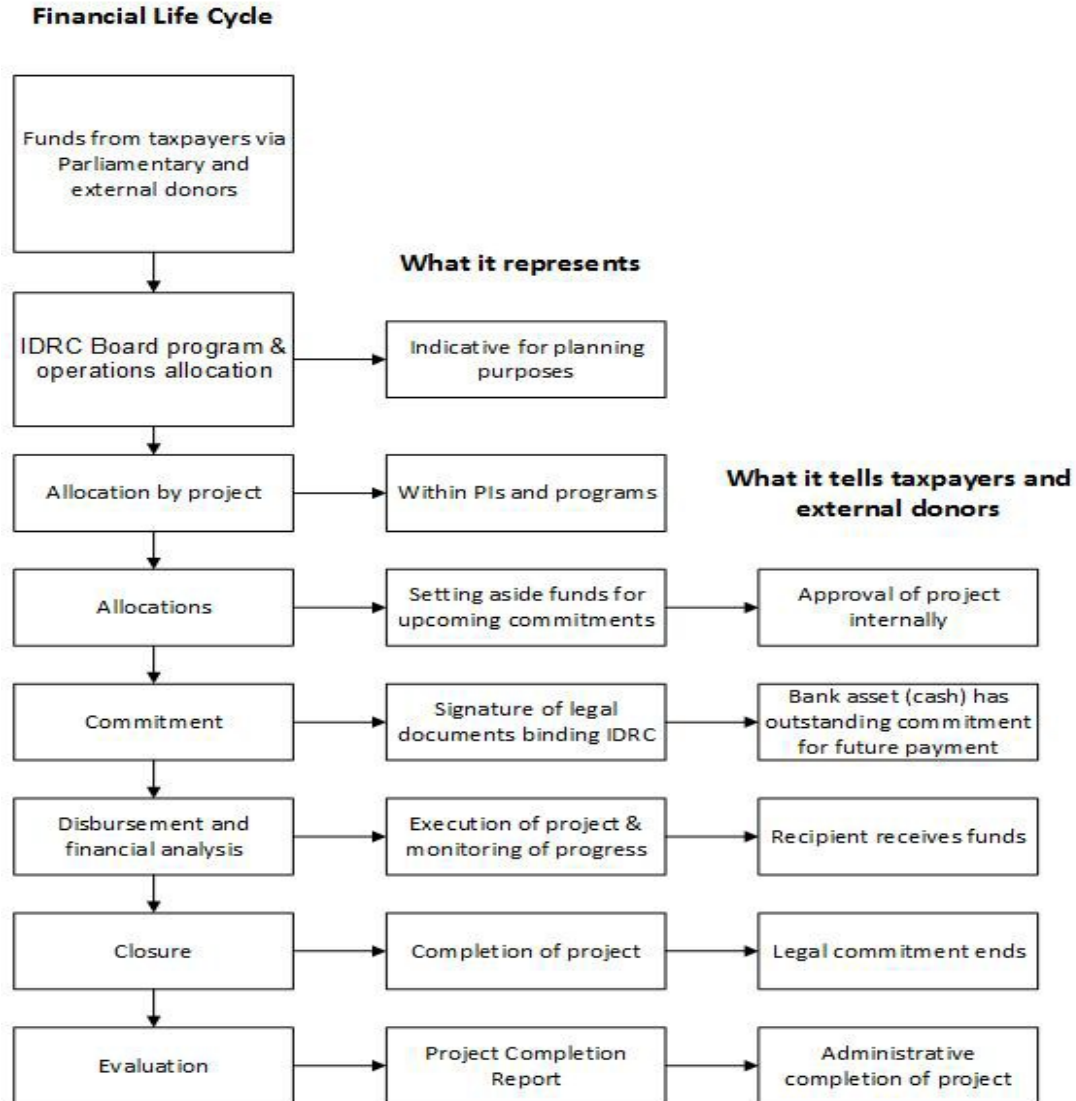 Financial Life Cycle
Funds from taxpayers via
Parliamentary and
external donors
What it represents
IDRC Board program &
operations allocation
Indicative for planning
purposes
What it tells taxpayers and
external donors
Allocation by project
Within PIs and programs
Allocations
Setting aside funds for
upcoming commitments
Approval of project
internally
Commitment
Signature of legal
documents binding IDRC
Bank asset (cash) has
outstanding commitment
for future payment
Disbursement and
financial analysis
Execution of project &
monitoring of progress
Recipient receives funds
Closure
Completion of project
Legal commitment ends
Evaluation
Project Completion
Report
Administrative
completion of project